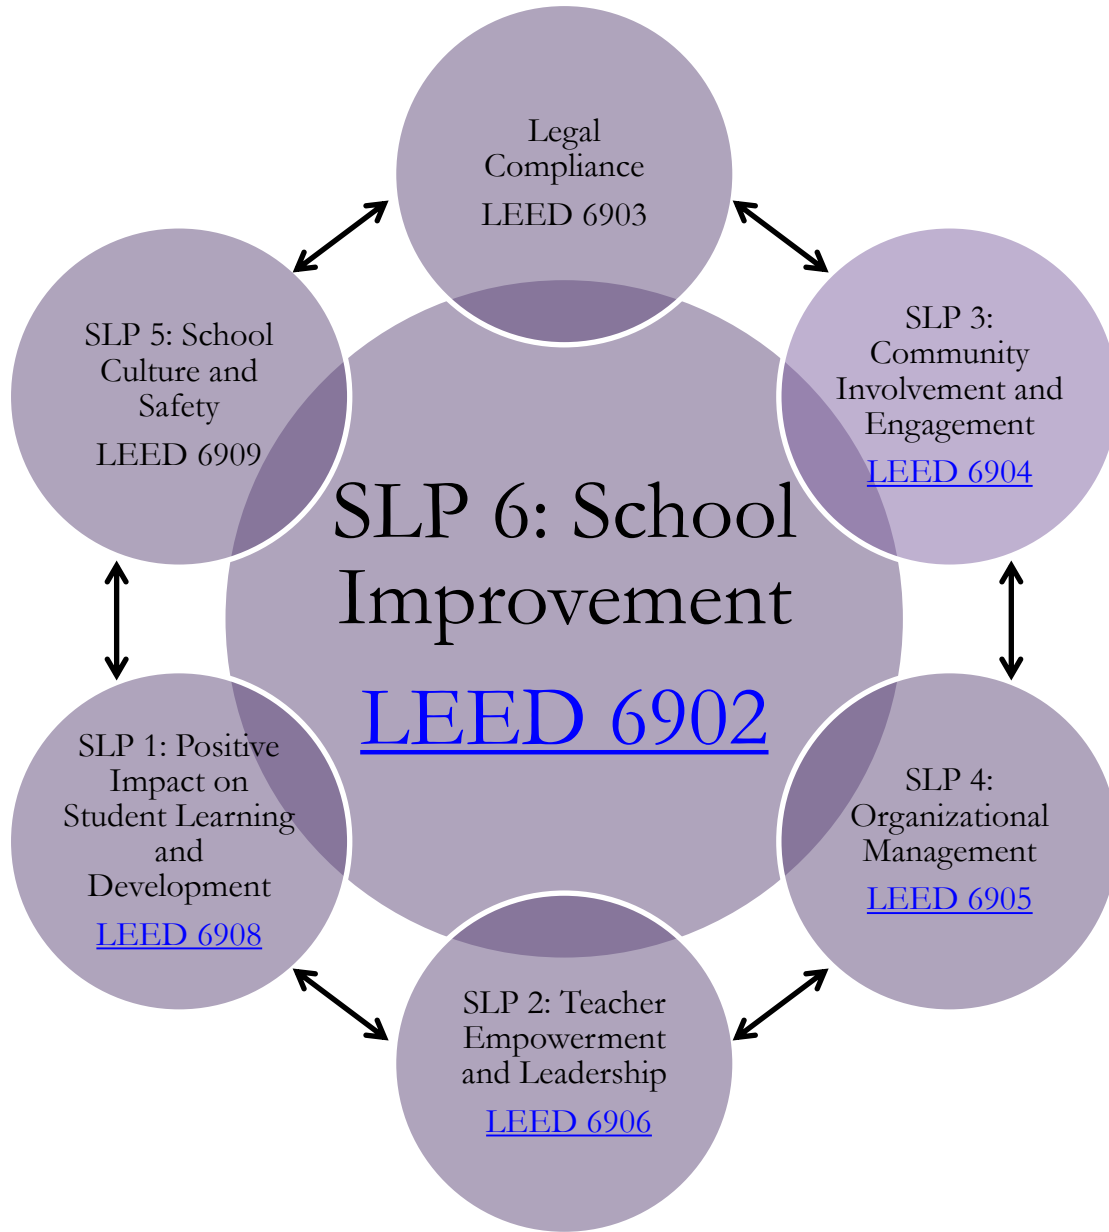 Legal
Compliance
LEED 6903
SLP 3:
Community
Involvement and
Engagement
LEED 6904
SLP 4:
Organizational
Management
LEED 6905
SLP 2: Teacher
Empowerment
and Leadership
LEED 6906
SLP 1: Positive
Impact on
Student Learning
and
Development
LEED 6908
SLP 5: School
Culture and
Safety
LEED 6909
SLP 6: School
Improvement
LEED 6902